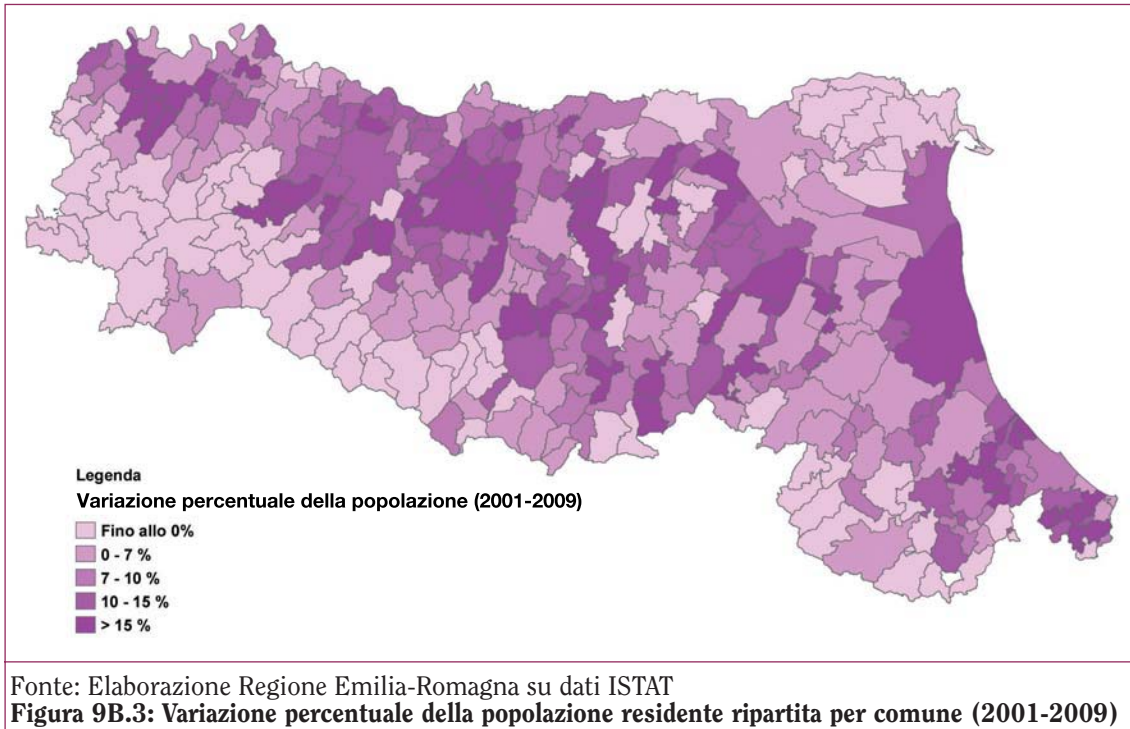 Legenda
Variazione percentuale della popolazione (2001-2009)
Fino allo 0%
0 - 7 %
7 - 10 %
10 - 15 %
> 15 %
Fonte: Elaborazione Regione Emilia-Romagna su dati ISTAT
Figura 9B.3: Variazione percentuale della popolazione residente ripartita per comune (2001-2009)